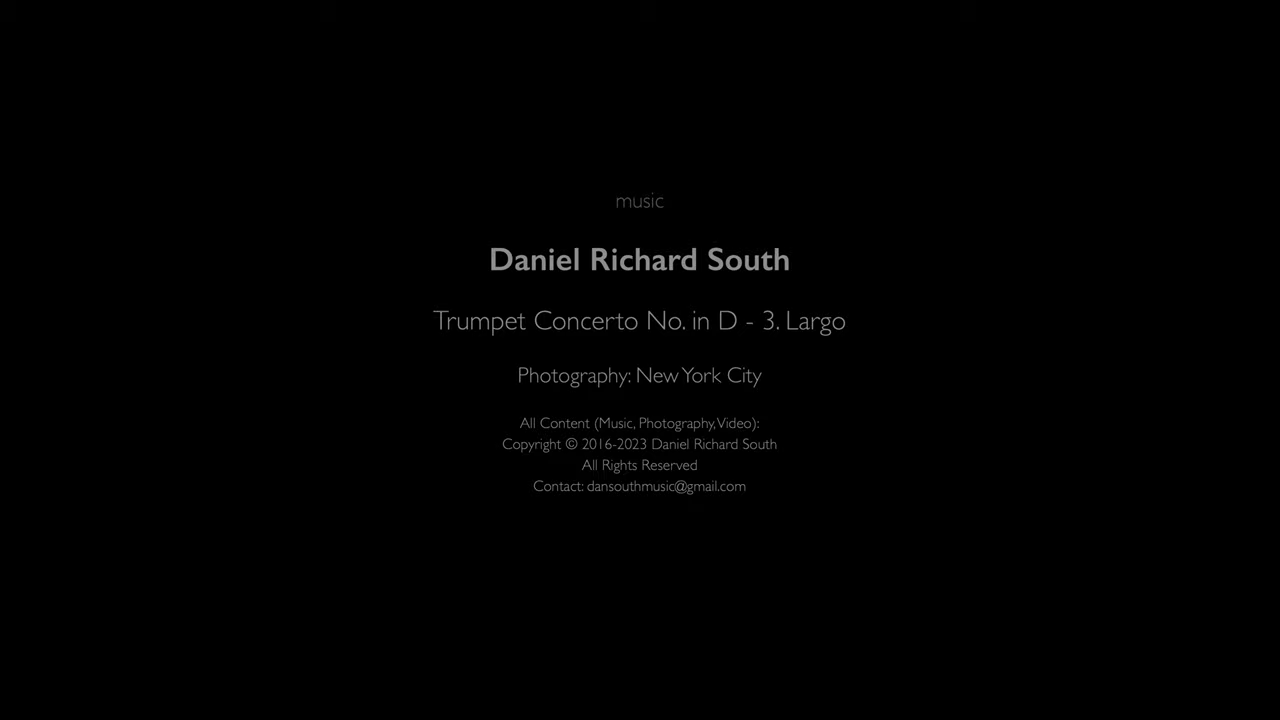 music
Daniel Richard South
Trumpet Concerto No. in D - 3. Largo
Photography: New York City
All Content (Music, Photography, Video):
Copyright © 2016-2023 Daniel Richard South
All Rights Reserved
Contact: dansouthmusic@gmail.com